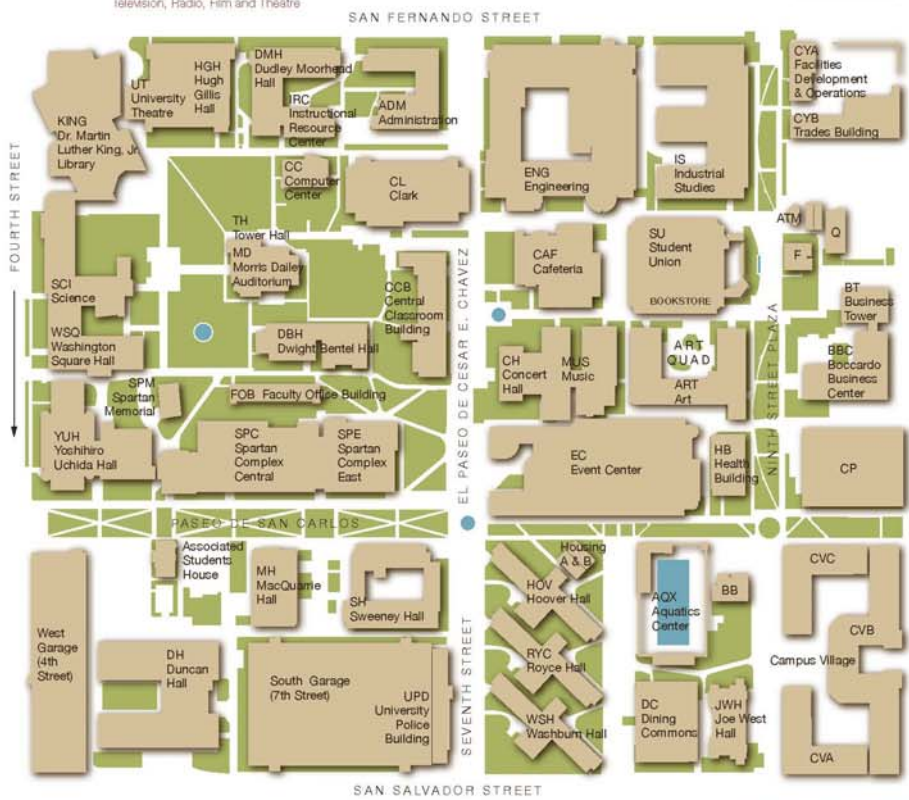 Television, Radio, Film and Theatre
SAN FERNANDO STREET
FOURTH STREET
KING
Dr. Martin
Luther King, Jr.
Library
UT
University
Theatre
HGH
Hugh
Gillis
Hall
DMH
Dudley Moorhead
Hall
IRC
Instructional
Resource
Center
ADM
Administration
ENG
Engineering
IS
Industrial
Studies
CYA
Facilities
Development
& Operations
CYB
Trades Building
CC
Computer
Center
CL
Clark
TH
Tower Hall
MD
Morris Dailey
Auditorium
CCB
Central
Classroom
Building
EL PASEO DE CESAR E. CHAVEZ
CAF
Cafeteria
SU
Student
Union
BOOKSTORE
ATM
Q
F
BT
Business
Tower
BBC
Boccardo
Business
Center
NINTH STREET PLAZA
SCI
Science
WSQ
Washington
Square Hall
DBH
Dwight Bentel Hall
SPM
Spartan
Memorial
FOB Faculty Office Building
CH
Concert
Hall
MUS
Music
ART
QUAD
ART
Art
YUH
Yoshihiro
Uchida Hall
SPC
Spartan
Complex
Central
SPE
Spartan
Complex
East
EC
Event Center
HB
Health
Building
CP
PASEO DE SAN CARLOS
Associated
Students
House
MH
MacQuarrie
Hall
SH
Sweeney Hall
Housing
A & B
HOV
Hoover Hall
AQX
Aquatics
Center
BB
CVC
CVB
Campus Village
CVA
West
Garage
(4th
Street)
DH
Duncan
Hall
South Garage
(7th Street)
UPD
University
Police
Building
SEVENTH STREET
RYC
Royce Hall
WSH
Washburn Hall
DC
Dining
Commons
JWH
Joe West
Hall
SAN SALVADOR STREET